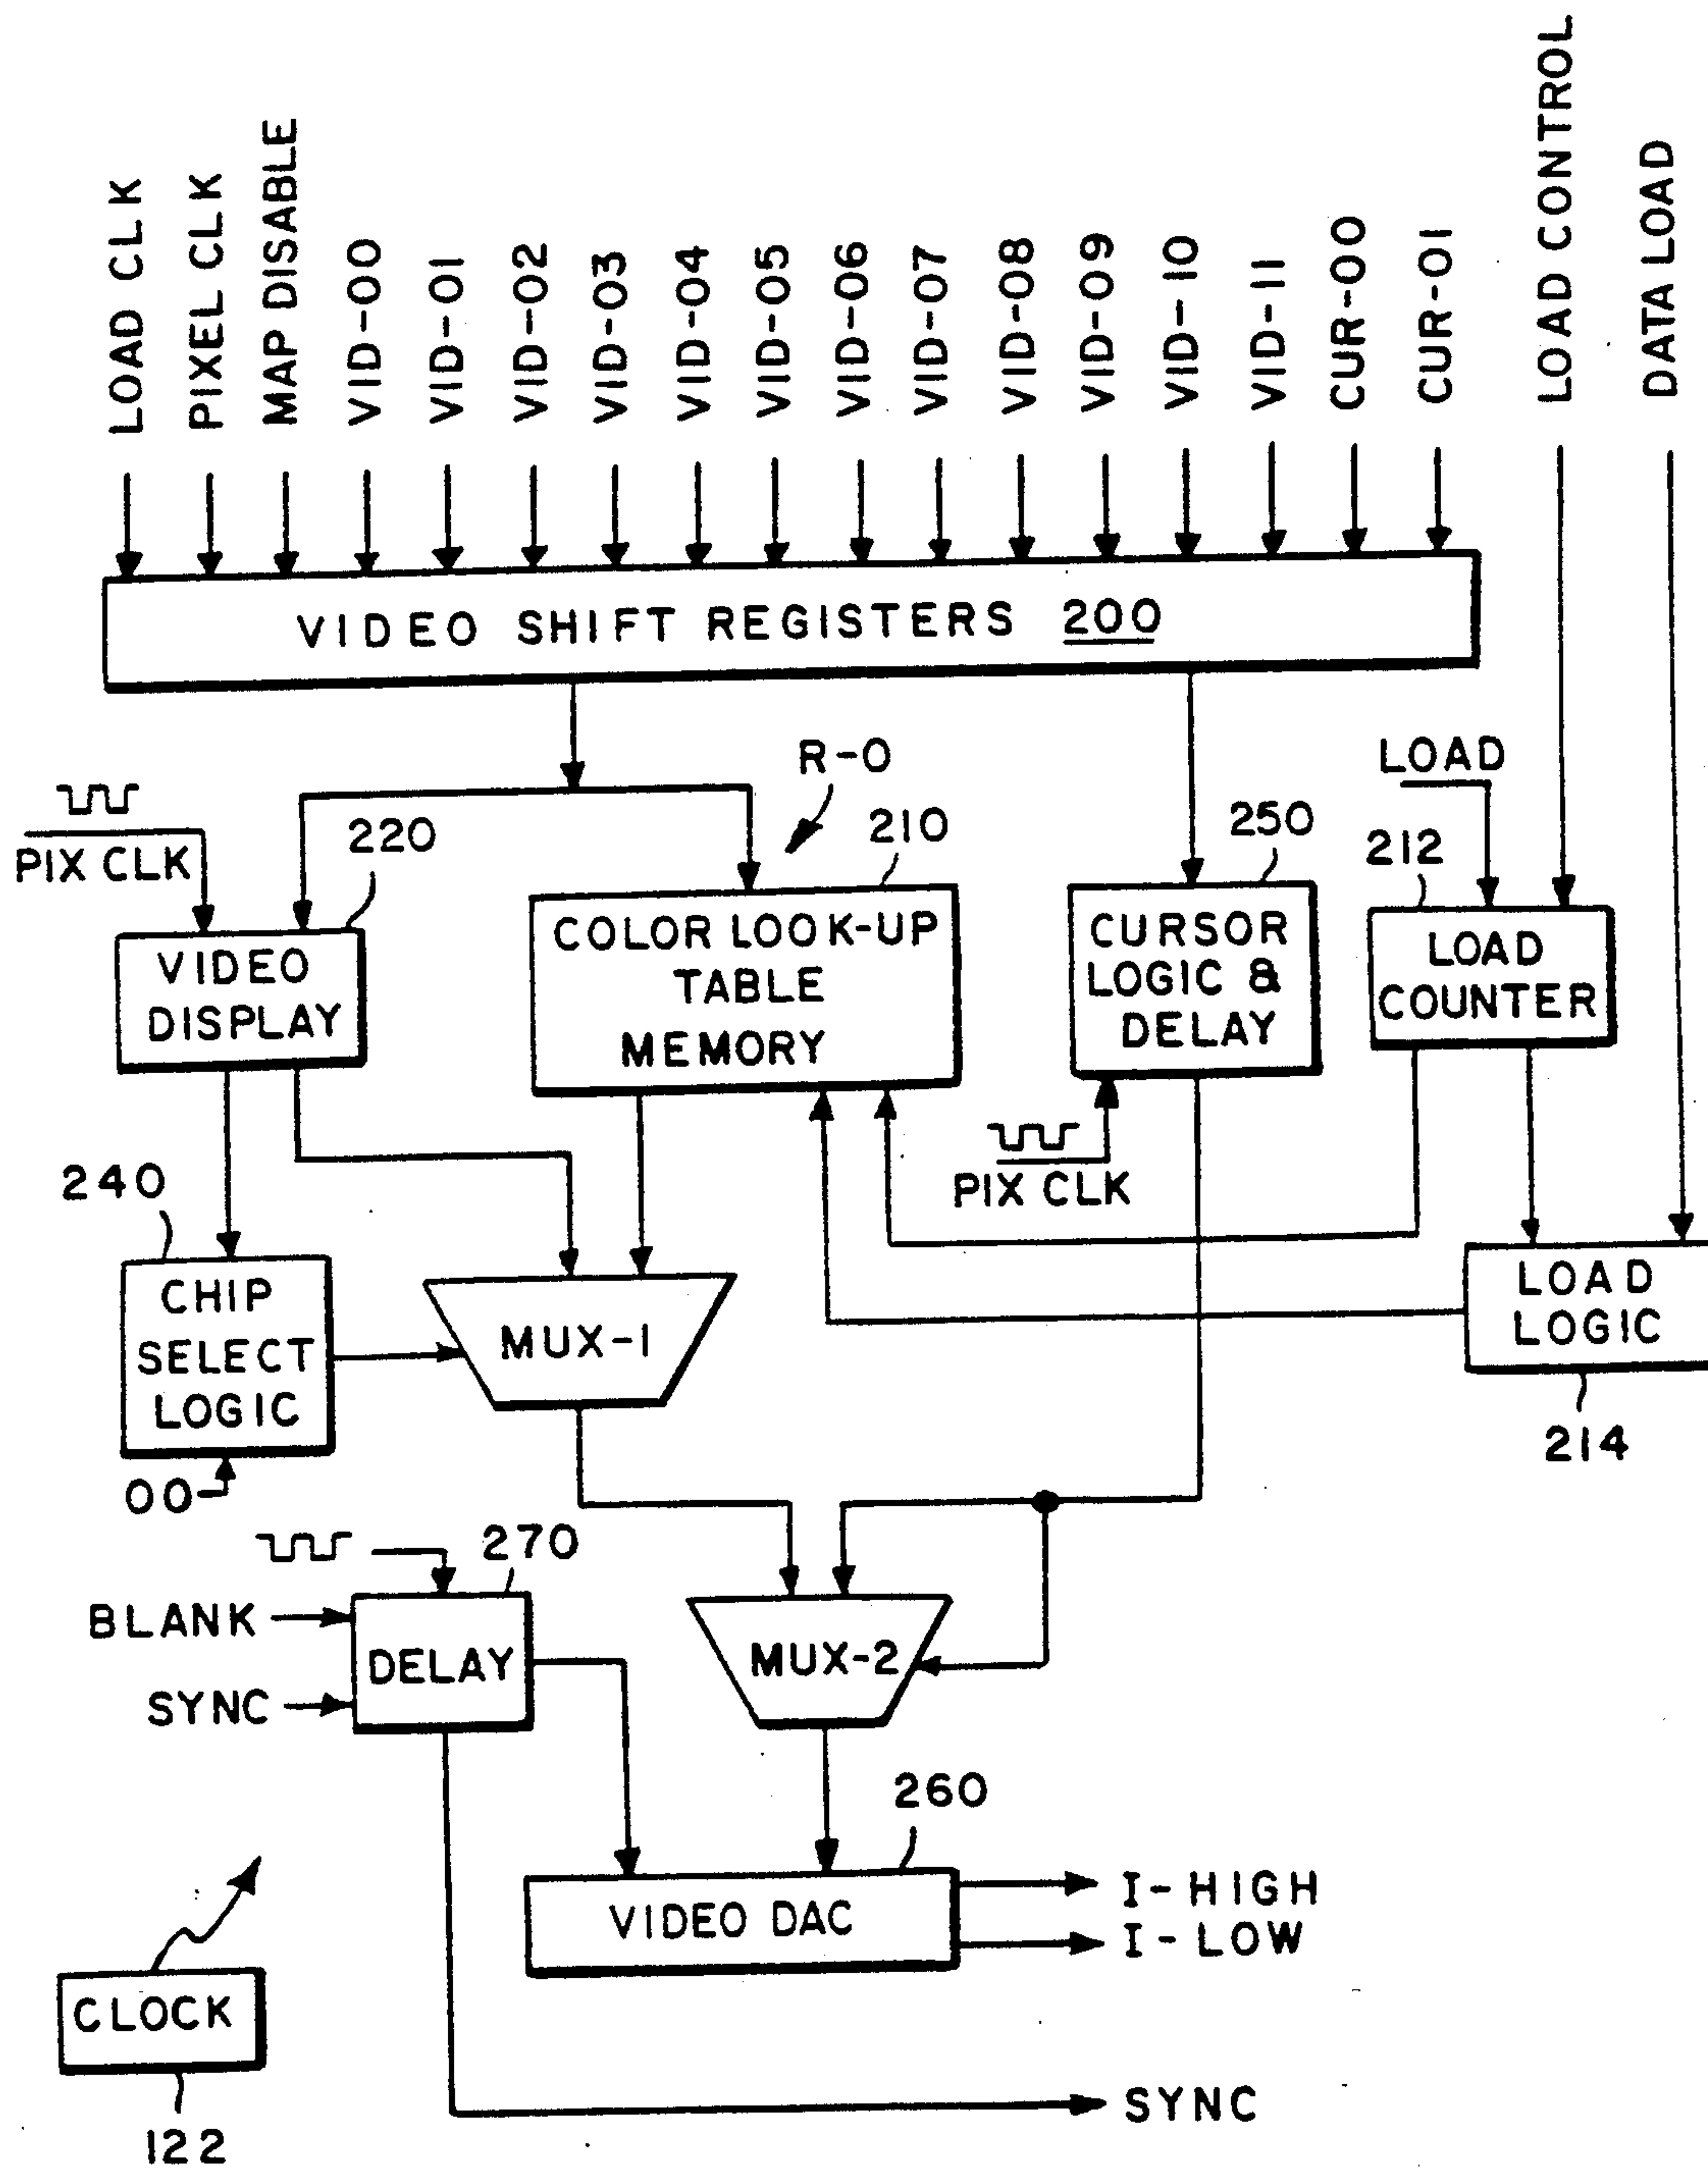 LOAD CLK
PIXEL CLK
MAP DISABLE
VID-00
VID-01
VID-02
VID-03
VID-04
VID-05
VID-06
VID-07
VID-08
VID-09
VID-10
VID-11
CUR-00
CUR-01
LOAD CONTROL
DATA LOAD
VIDEO SHIFT REGISTERS 200
R-0
LOAD
PIX CLK
220
210
250
212
VIDEO
DISPLAY
COLOR LOOK-UP
TABLE
MEMORY
CURSOR
LOGIC &
DELAY
LOAD
COUNTER
PIX CLK
240
CHIP
SELECT
LOGIC
MUX-1
LOAD
LOGIC
214
00
270
BLANK
SYNC
DELAY
MUX-2
260
VIDEO DAC
I-HIGH
I-LOW
CLOCK
122
SYNC